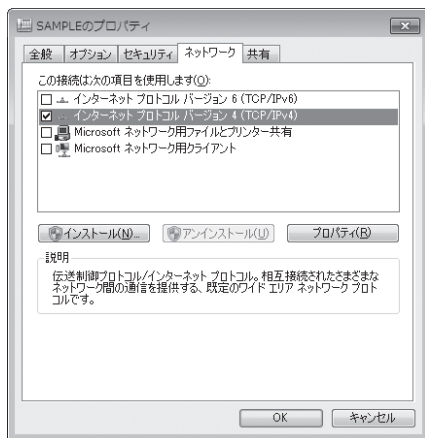 SAMPLEのプロパティ
全般 オプション セキュリティ ネットワーク 共有
この接続は次の項目を使用します(O):
インターネット プロトコル バージョン 6 (TCP/IPv6)
インターネット プロトコル バージョン 4 (TCP/IPv4)
Microsoft ネットワーク用ファイルとプリンター共有
Microsoft ネットワーク用クライアント
インストール(N)... アンインストール(U) プロパティ(R)
説明
伝送制御プロトコル/インターネット プロトコル。相互接続されたさまざまな
ネットワーク間の通信を提供する、既定のワイド エリア ネットワーク プロト
コルです。
OK キャンセル